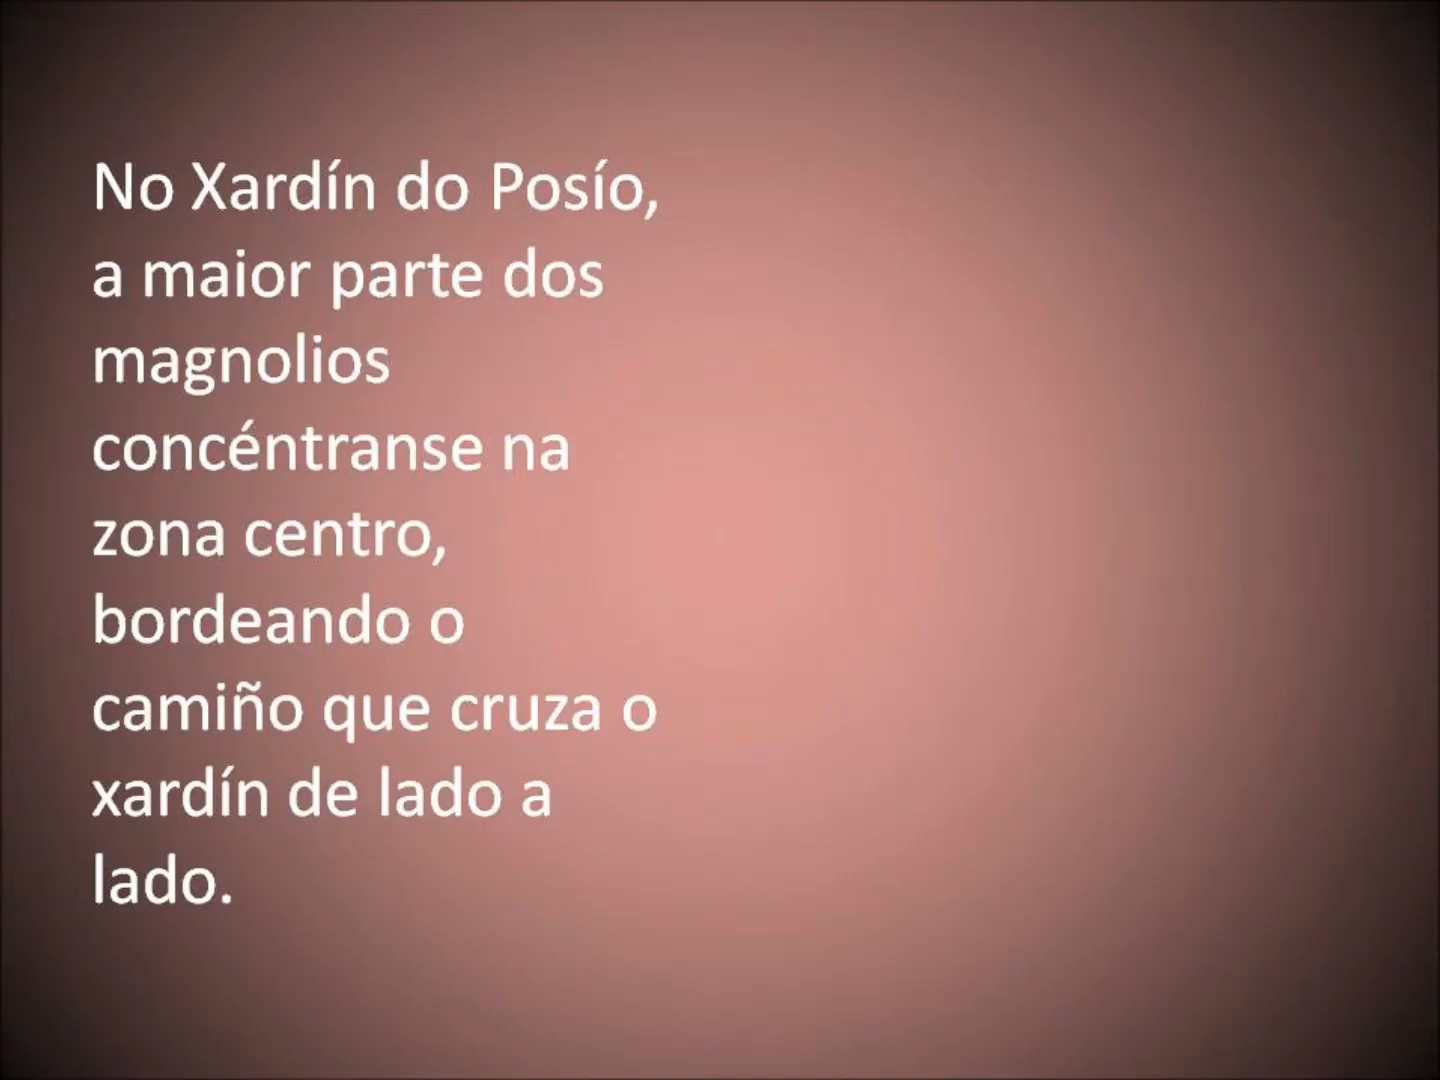 No Xardín do Posío,
a maior parte dos
magnolios
concéntranse na
zona centro,
bordeando o
camiño que cruza o
xardín de lado a
lado.